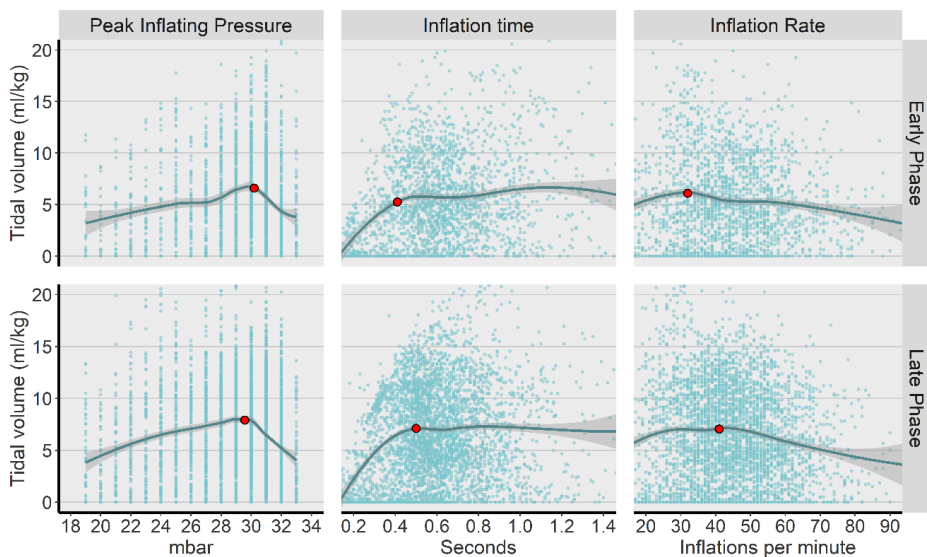 Peak Inflating Pressure
Inflation time
Inflation Rate
Tidal volume (ml/kg)
20
15
10
5
0
Early Phase
Tidal volume (ml/kg)
20
15
10
5
0
Late Phase
18 20 22 24 26 28 30 32 34
0.2 0.4 0.6 0.8 1.0 1.2 1.4
20 30 40 50 60 70 80 90
mbar
Seconds
Inflations per minute